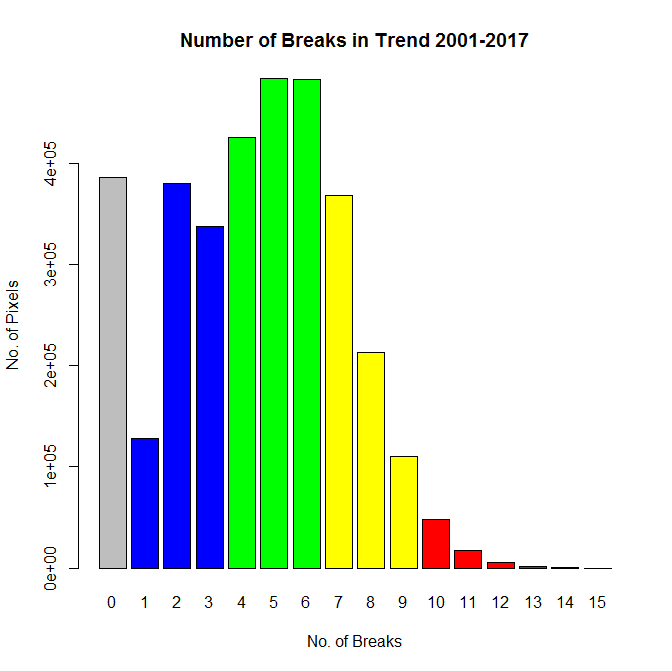 Number of Breaks in Trend 2001-2017
No. of Pixels
4e+05
3e+05
2e+05
1e+05
0e+00
0 1 2 3 4 5 6 7 8 9 10 11 12 13 14 15
No. of Breaks